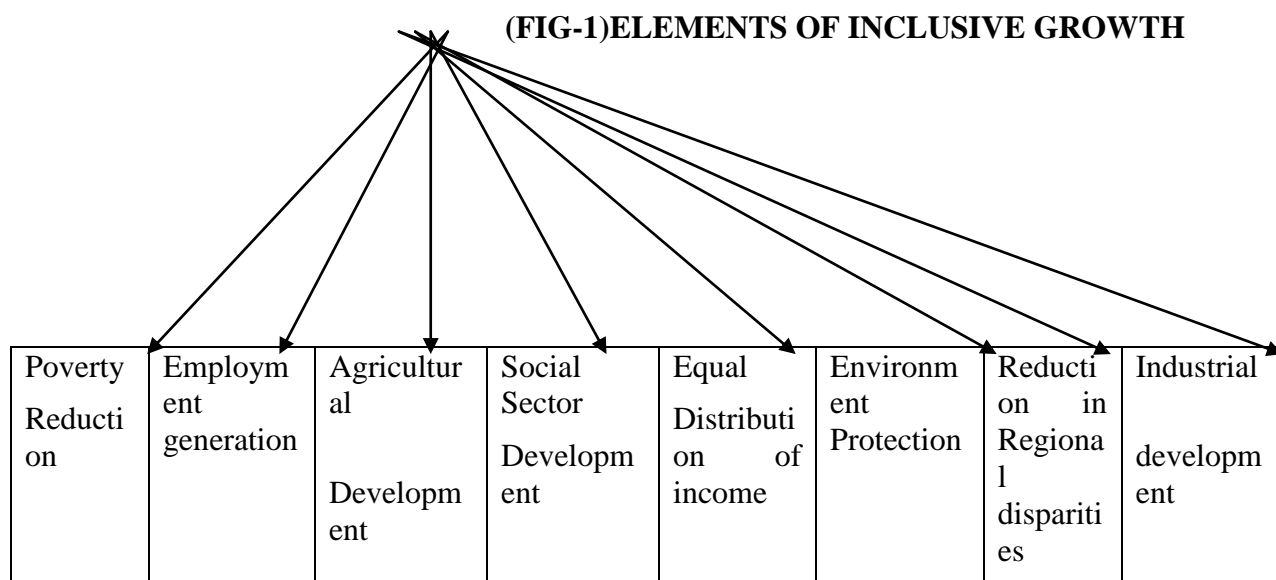 (FIG-1)ELEMENTS OF INCLUSIVE GROWTH
Poverty
Reducti
on
Employm
ent
generation
Agricultur
al
Developm
ent
Social
Sector
Developm
ent
Equal
Distributi
on of
income
Environm
ent
Protection
Reducti
on in
Regiona
l
dispariti
es
Industrial
developm
ent